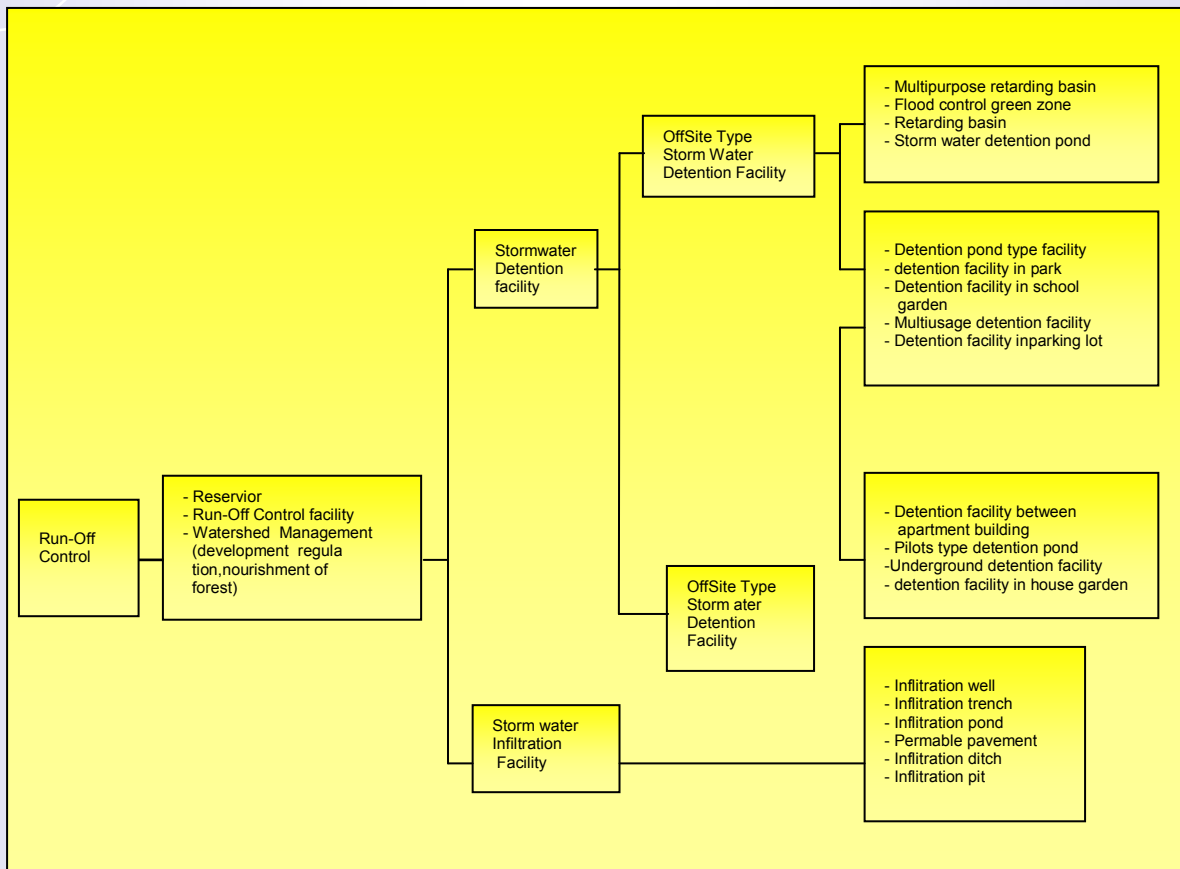 Run-Off
Control
- Reservior
- Run-Off Control facility
- Watershed Management
(development regula
tion,nourishment of
forest)
Stormwater
Detention
facility
Storm water
Infiltration
Facility
OffSite Type
Storm Water
Detention Facility
OffSite Type
Storm ater
Detention
Facility
- Multipurpose retarding basin
- Flood control green zone
- Retarding basin
- Storm water detention pond
- Detention pond type facility
- detention facility in park
- Detention facility in school
garden
- Multiusage detention facility
- Detention facility inparking lot
- Detention facility between
apartment building
- Pilots type detention pond
-Underground detention facility
- detention facility in house garden
- Inflitration well
- Inflitration trench
- Inflitration pond
- Permable pavement
- Inflitration ditch
- Inflitration pit